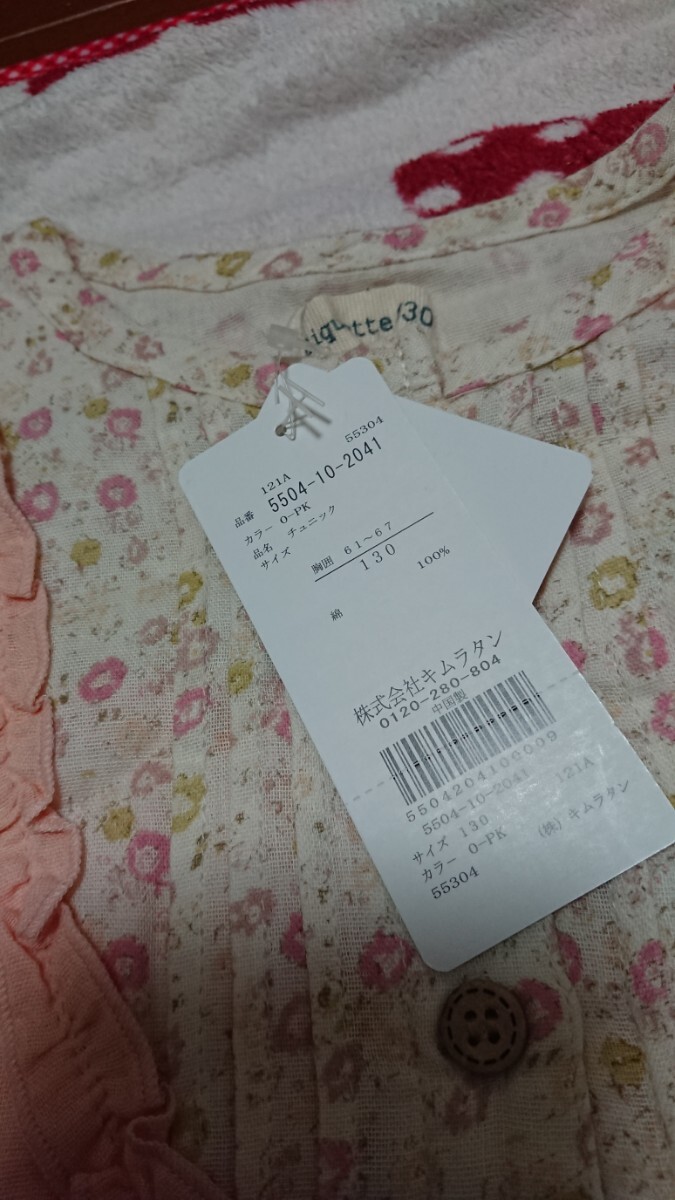 121A 55304
品番 5504-10-2041
カラー 0-PK
品名 チュニック
サイズ
胸囲 61～67
130
綿 100%
株式会社キムラタン
0120-280-804
中国製
5504-10-2041 121A
サイズ 130
カラー 0-PK (株)キムラタン
55304